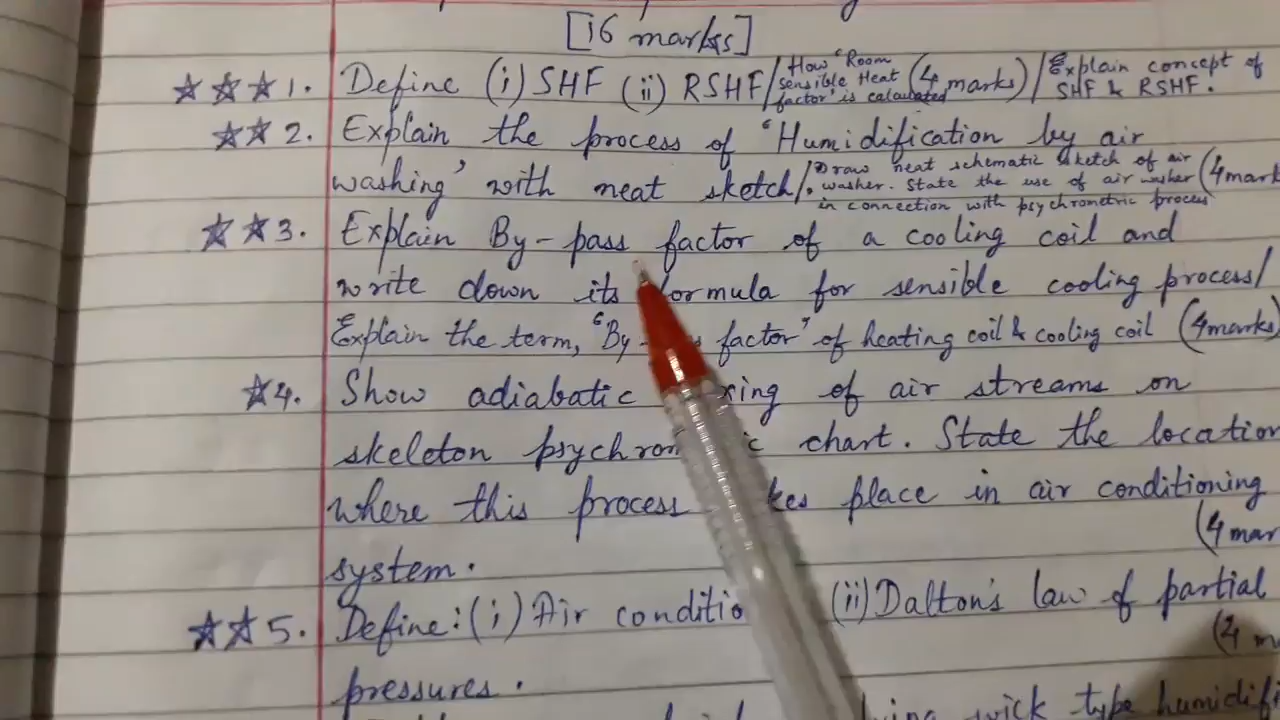 [16 marks]
☆☆☆1. Define (i) SHF (ii) RSHF/How 'Room sensible Heat factor' is calculated (4 marks)/Explain concept of SHF & RSHF.
☆☆2. Explain the process of 'Humidification by air
washing' with neat sketch/Draw neat schematic sketch of air washer. State the use of air washer in connection with psychrometric process (4 mark
☆☆3. Explain By-pass factor of a cooling coil and
write down its formula for sensible cooling process/
Explain the term, 'By- factor' of heating coil & cooling coil (4marks)
☆4. Show adiabatic of air streams on
skeleton chart. State the location
where this process place in air conditioning
(4 mar
system.
☆☆5. Define: (i) Air (ii) Dalton's law of partial
pressures.
wick type